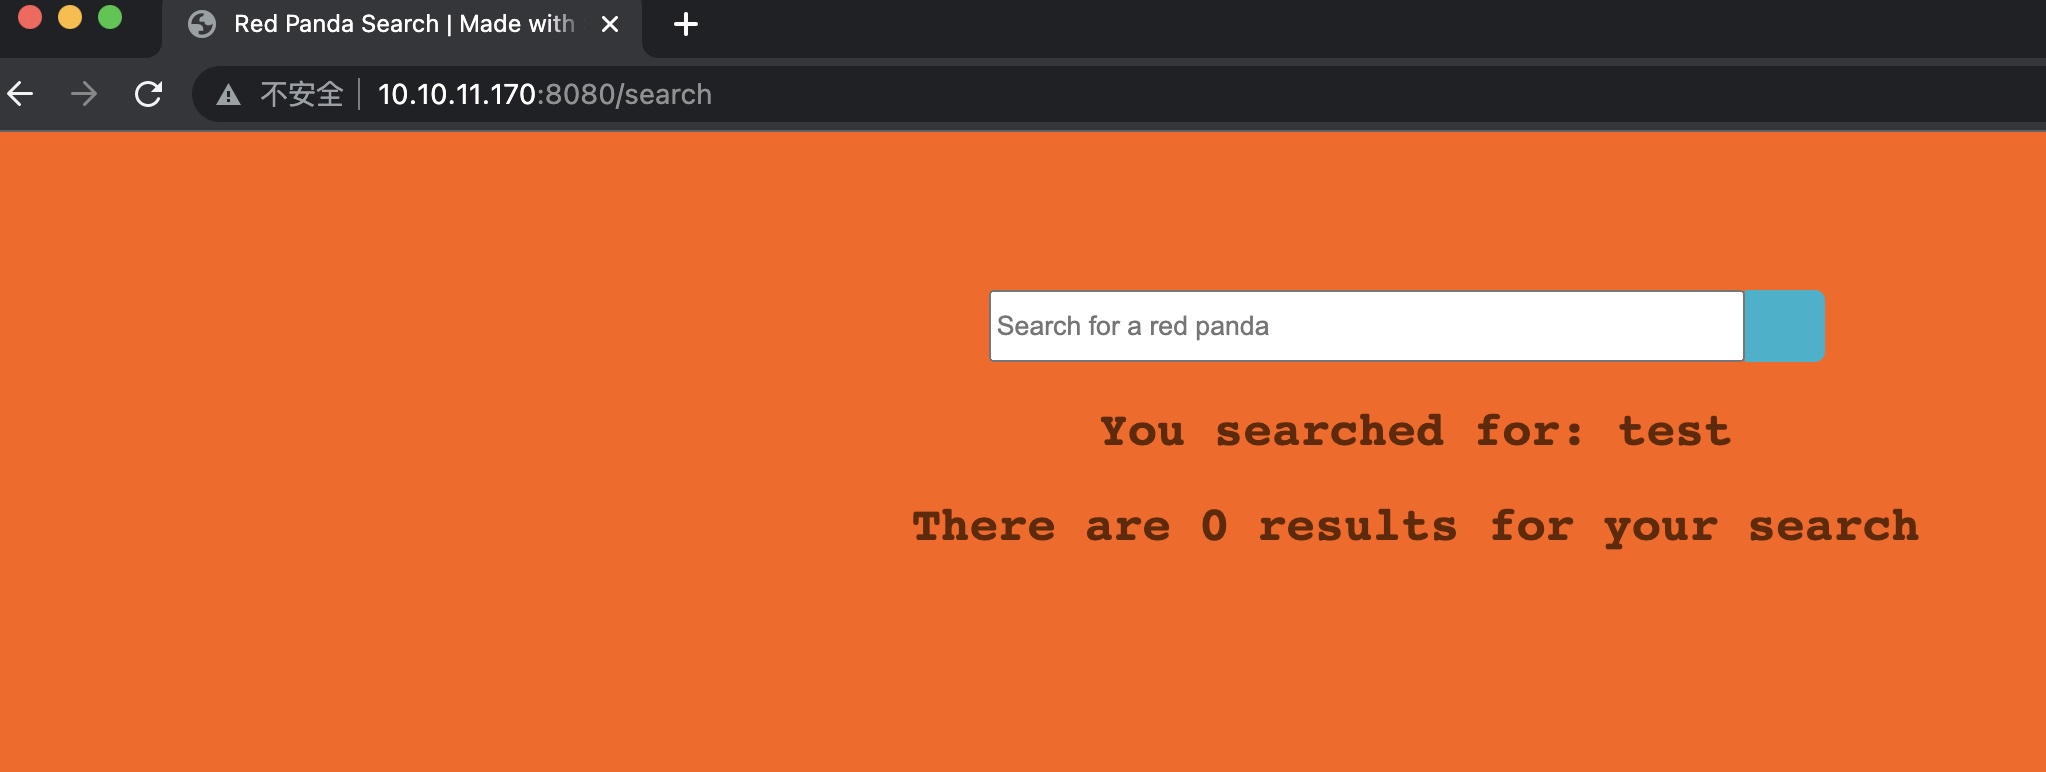 Red Panda Search | Made with
不安全 10.10.11.170:8080/search
Search for a red panda
You searched for: test
There are 0 results for your search